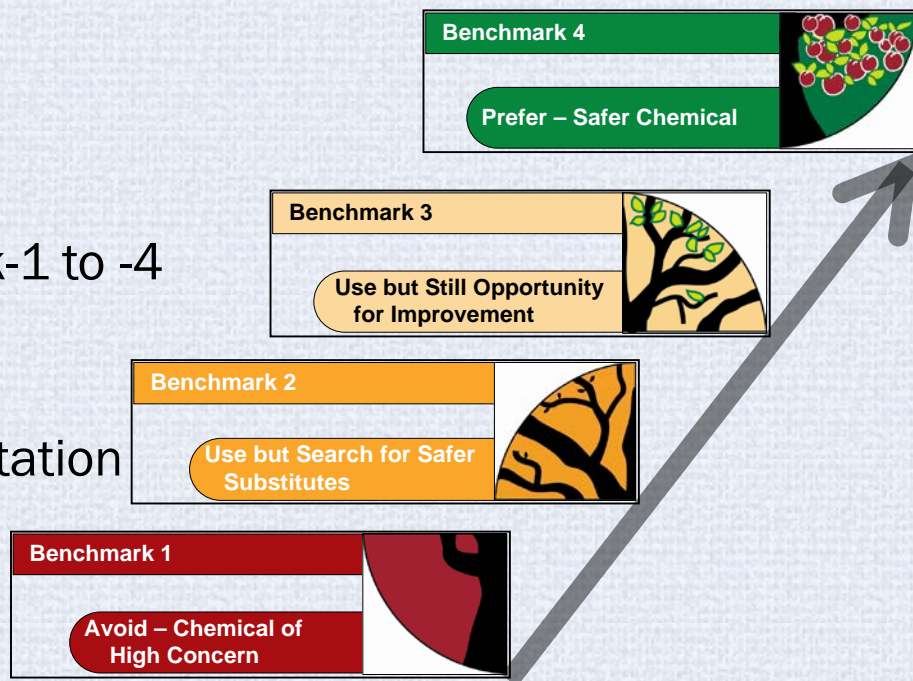 Benchmark 4
Prefer – Safer Chemical
Benchmark 3
-1 to -4
Use but Still Opportunity
for Improvement
Benchmark 2
Use but Search for Safer
Substitutes
Benchmark 1
Avoid – Chemical of
High Concern